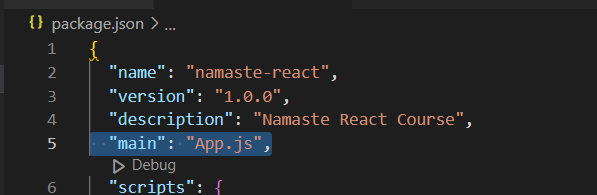 {} package.json > ...
1 {
2 "name": "namaste-react",
3 "version": "1.0.0",
4 "description": "Namaste React Course",
5 "main": "App.js",
Debug
6 "scripts": {